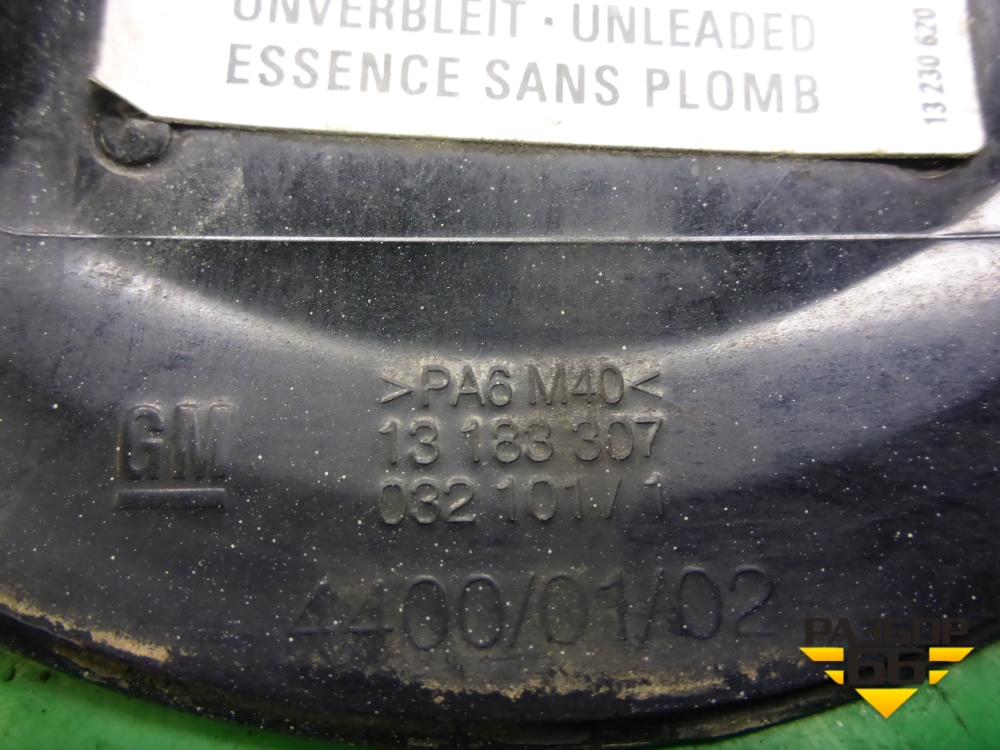 UNVERBLEIT · UNLEADED
ESSENCE SANS PLOMB
13 230 620
>PA6 M40<
GM
13 183 307
032 101 / 1
4400/01/02
РАЗБОР
66